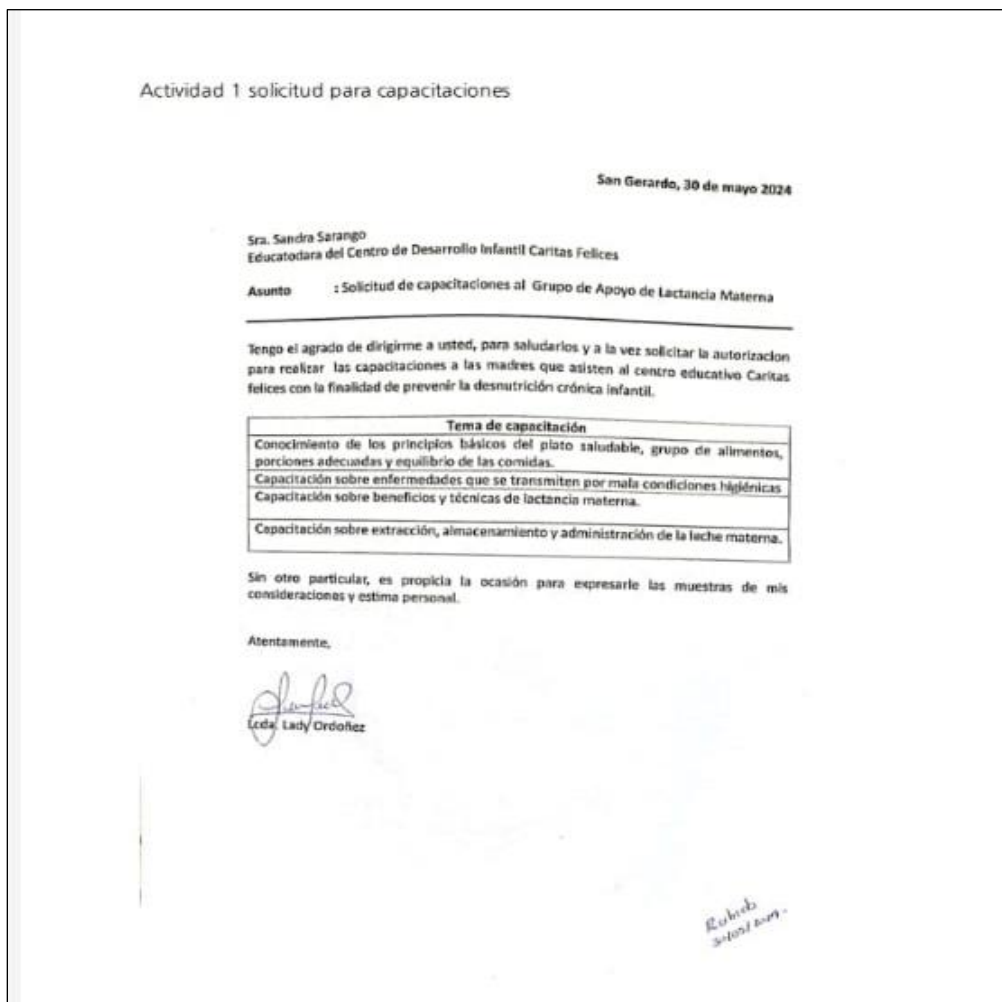 Actividad 1 solicitud para capacitaciones
San Gerardo, 30 de mayo 2024
Sra. Sandra Sarango
Educatodara del Centro de Desarrollo Infantil Caritas Felices
Asunto : Solicitud de capacitaciones al Grupo de Apoyo de Lactancia Materna
Tengo el agrado de dirigirme a usted, para saludarlos y a la vez solicitar la autorizacion
para realizar las capacitaciones a las madres que asisten al centro educativo Caritas
felices con la finalidad de prevenir la desnutrición crónica infantil.
Tema de capacitación
Conocimiento de los principios básicos del plato saludable, grupo de alimentos,
porciones adecuadas y equilibrio de las comidas.
Capacitación sobre enfermedades que se transmiten por mala condiciones higiénicas
Capacitación sobre beneficios y técnicas de lactancia materna.
Capacitación sobre extracción, almacenamiento y administración de la leche materna.
Sin otro particular, es propicia la ocasión para expresarle las muestras de mis
consideraciones y estima personal.
Atentamente,
Lcda. Lady Ordoñez